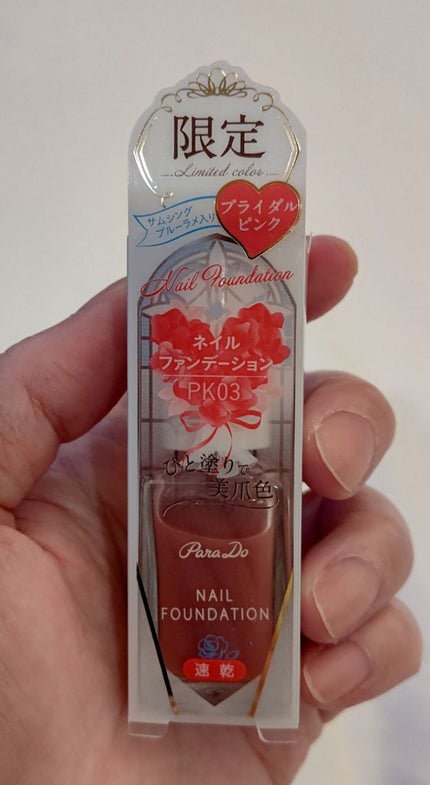 限定
Limited color
サムシング
ブルーラメ入り
ブライダル
ピンク
Nail Foundation
ネイル
ファンデーション
PK03
ひと塗りで
美爪色
Para Do
NAIL
FOUNDATION
速乾